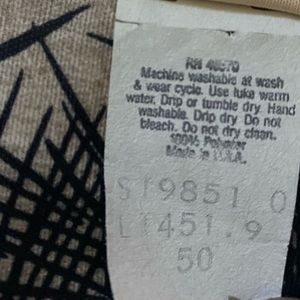 RN 40970
Machine washable at wash
& wear cycle. Use luke warm
water. Drip or tumble dry. Hand
washable. Drip dry. Do not
bleach. Do not dry clean.
100% Polyester
Made in U.S.A.
S19851 0
L1451.9
50